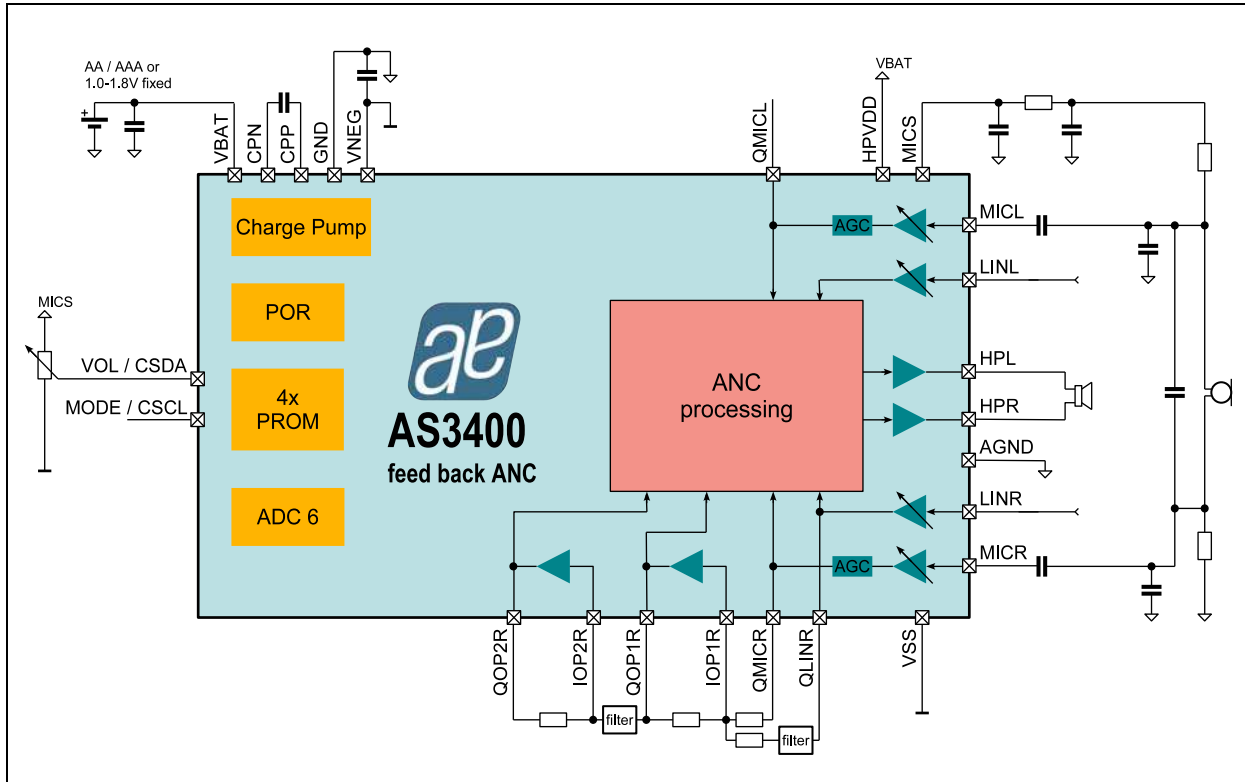 AA / AAA or
1.0-1.8V fixed
VBAT
CPN
CPP
GND
VNEG
QMICL
VBAT
HPVDD
MICS
Charge Pump
POR
4x
PROM
ADC 6
MICS
VOL / CSDA
MODE / CSCL
ae
AS3400
feed back ANC
ANC
processing
AGC
AGC
MICL
LINL
HPL
HPR
AGND
LINR
MICR
QOP2R
IOP2R
QOP1R
IOP1R
QMICR
QLINR
VSS
filter
filter